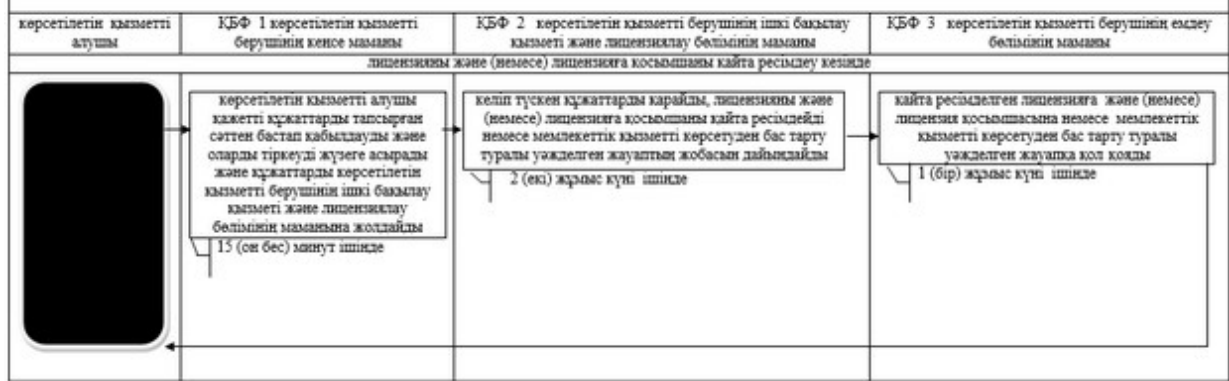 көрсетілетін қызметті
алушы
ҚБФ 1 көрсетілетін қызметті
берушінің кеңсе маманы
ҚБФ 2 көрсетілетін қызметті берушінің ішкі бақылау
қызметі және лицензиялау бөлімінің маманы
ҚБФ 3 көрсетілетін қызметті берушінің емдеу
бөлімінің маманы
лицензияны және (немесе) лицензияға қосымшаны қайта ресімдеу кезінде
көрсетілетін қызметті алушы
қажетті құжаттарды тапсырған
сәттен бастап қабылдауды және
оларды тіркеуді жүзеге асырады
және құжаттарды көрсетілетін
қызметті берушінің ішкі бақылау
қызметі және лицензиялау
бөлімінің маманына жолдайды
15 (он бес) минут ішінде
келіп түскен құжаттарды қарайды, лицензияны және
(немесе) лицензияға қосымшаны қайта ресімдейді
немесе мемлекеттік қызметті көрсетуден бас тарту
туралы уәжделген жауаптың жобасын дайындайды
2 (екі) жұмыс күні ішінде
қайта ресімделген лицензияға және (немесе)
лицензия қосымшасына немесе мемлекеттік
қызметті көрсетуден бас тарту туралы
уәжделген жауапқа қол қояды
1 (бір) жұмыс күні ішінде